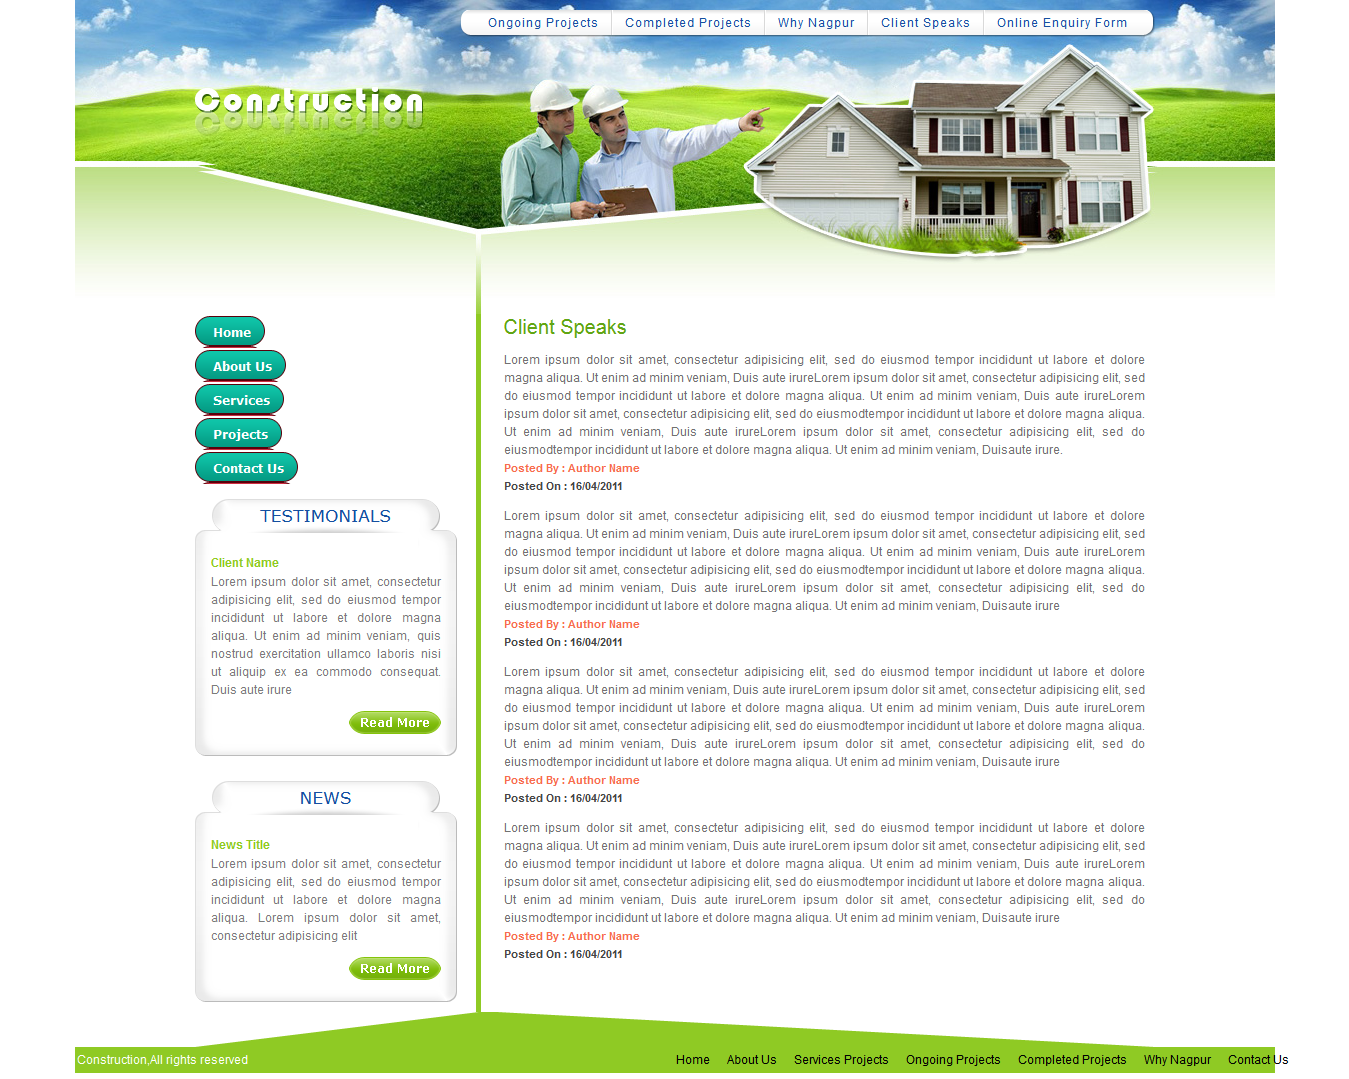 Ongoing Projects Completed Projects Why Nagpur Client Speaks Online Enquiry Form
Construction
Home
About Us
Services
Projects
Contact Us
TESTIMONIALS
Client Name
Lorem ipsum dolor sit amet, consectetur
adipisicing elit, sed do eiusmod tempor
incididunt ut labore et dolore magna
aliqua. Ut enim ad minim veniam, quis
nostrud exercitation ullamco laboris nisi
ut aliquip ex ea commodo consequat.
Duis aute irure
Read More
NEWS
News Title
Lorem ipsum dolor sit amet, consectetur
adipisicing elit, sed do eiusmod tempor
incididunt ut labore et dolore magna
aliqua. Lorem ipsum dolor sit amet,
consectetur adipisicing elit
Read More
Client Speaks
Lorem ipsum dolor sit amet, consectetur adipisicing elit, sed do eiusmod tempor incididunt ut labore et dolore
magna aliqua. Ut enim ad minim veniam, Duis aute irureLorem ipsum dolor sit amet, consectetur adipisicing elit, sed
do eiusmod tempor incididunt ut labore et dolore magna aliqua. Ut enim ad minim veniam, Duis aute irureLorem
ipsum dolor sit amet, consectetur adipisicing elit, sed do eiusmodtempor incididunt ut labore et dolore magna aliqua.
Ut enim ad minim veniam, Duis aute irureLorem ipsum dolor sit amet, consectetur adipisicing elit, sed do
eiusmodtempor incididunt ut labore et dolore magna aliqua. Ut enim ad minim veniam, Duis aute irure.
Posted By : Author Name
Posted On : 16/04/2011
Lorem ipsum dolor sit amet, consectetur adipisicing elit, sed do eiusmod tempor incididunt ut labore et dolore
magna aliqua. Ut enim ad minim veniam, Duis aute irureLorem ipsum dolor sit amet, consectetur adipisicing elit, sed
do eiusmod tempor incididunt ut labore et dolore magna aliqua. Ut enim ad minim veniam, Duis aute irureLorem
ipsum dolor sit amet, consectetur adipisicing elit, sed do eiusmodtempor incididunt ut labore et dolore magna aliqua.
Ut enim ad minim veniam, Duis aute irureLorem ipsum dolor sit amet, consectetur adipisicing elit, sed do
eiusmodtempor incididunt ut labore et dolore magna aliqua. Ut enim ad minim veniam, Duisaute irure
Posted By : Author Name
Posted On : 16/04/2011
Lorem ipsum dolor sit amet, consectetur adipisicing elit, sed do eiusmod tempor incididunt ut labore et dolore
magna aliqua. Ut enim ad minim veniam, Duis aute irureLorem ipsum dolor sit amet, consectetur adipisicing elit, sed
do eiusmod tempor incididunt ut labore et dolore magna aliqua. Ut enim ad minim veniam, Duis aute irureLorem
ipsum dolor sit amet, consectetur adipisicing elit, sed do eiusmodtempor incididunt ut labore et dolore magna aliqua.
Ut enim ad minim veniam, Duis aute irureLorem ipsum dolor sit amet, consectetur adipisicing elit, sed do
eiusmodtempor incididunt ut labore et dolore magna aliqua. Ut enim ad minim veniam, Duisaute irure
Posted By : Author Name
Posted On : 16/04/2011
Lorem ipsum dolor sit amet, consectetur adipisicing elit, sed do eiusmod tempor incididunt ut labore et dolore
magna aliqua. Ut enim ad minim veniam, Duis aute irureLorem ipsum dolor sit amet, consectetur adipisicing elit, sed
do eiusmod tempor incididunt ut labore et dolore magna aliqua. Ut enim ad minim veniam, Duis aute irureLorem
ipsum dolor sit amet, consectetur adipisicing elit, sed do eiusmodtempor incididunt ut labore et dolore magna aliqua.
Ut enim ad minim veniam, Duis aute irureLorem ipsum dolor sit amet, consectetur adipisicing elit, sed do
eiusmodtempor incididunt ut labore et dolore magna aliqua. Ut enim ad minim veniam, Duisaute irure
Posted By : Author Name
Posted On : 16/04/2011
Construction,All rights reserved
Home About Us Services Projects Ongoing Projects Completed Projects Why Nagpur Contact Us